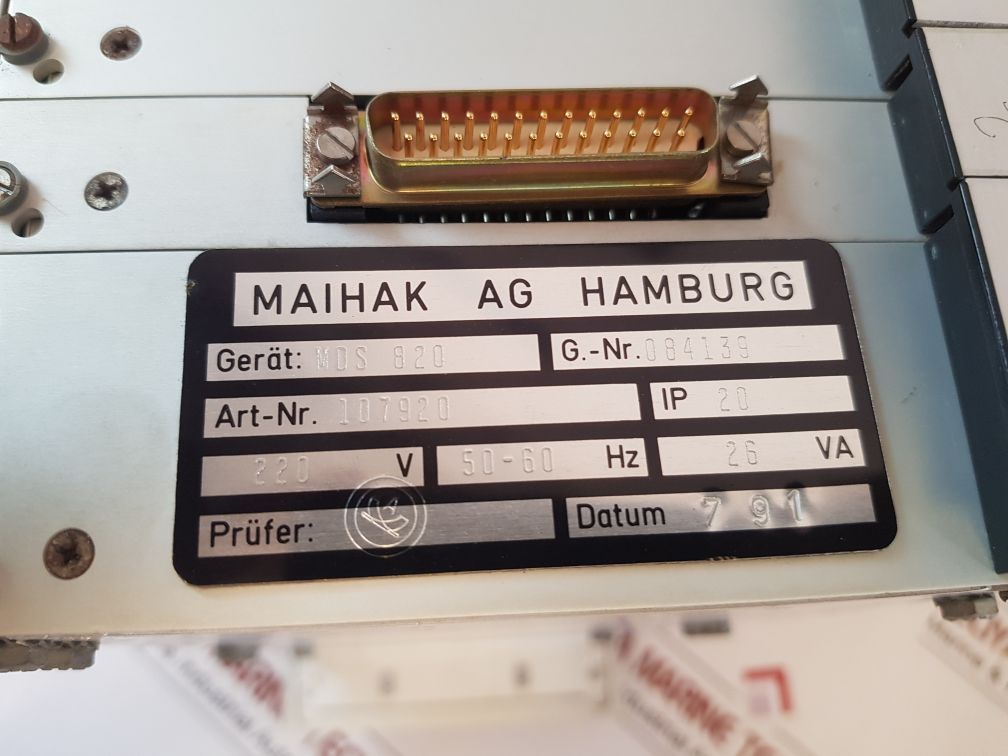 MAIHAK AG HAMBURG
Gerät: MDS 820 G.-Nr. 084139
Art-Nr. 107920 IP 20
220 V 50-60 Hz 26 VA
Prüfer: Datum 7 91
MARINE